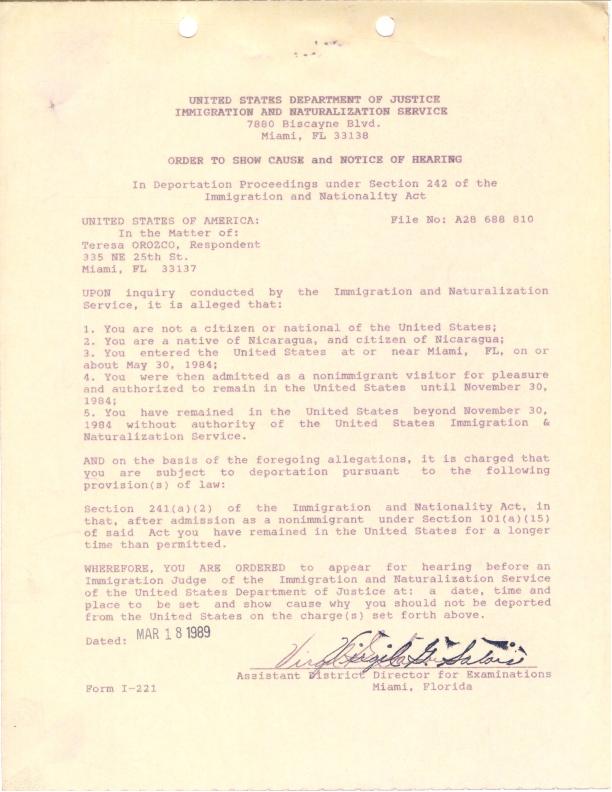 UNITED STATES DEPARTMENT OF JUSTICE
IMMIGRATION AND NATURALIZATION SERVICE
7880 Biscayne Blvd.
Miami, FL 33138
ORDER TO SHOW CAUSE and NOTICE OF HEARING
In Deportation Proceedings under Section 242 of the
Immigration and Nationality Act
UNITED STATES OF AMERICA: File No: A28 688 810
In the Matter of:
Teresa OROZCO, Respondent
335 NE 25th St.
Miami, FL 33137
UPON inquiry conducted by the Immigration and Naturalization
Service, it is alleged that:
1. You are not a citizen or national of the United States;
2. You are a native of Nicaragua, and citizen of Nicaragua;
3. You entered the United States at or near Miami, FL, on or
about May 30, 1984;
4. You were then admitted as a nonimmigrant visitor for pleasure
and authorized to remain in the United States until November 30,
1984;
5. You have remained in the United States beyond November 30,
1984 without authority of the United States Immigration &
Naturalization Service.
AND on the basis of the foregoing allegations, it is charged that
you are subject to deportation pursuant to the following
provision(s) of law:
Section 241(a)(2) of the Immigration and Nationality Act, in
that, after admission as a nonimmigrant under Section 101(a)(15)
of said Act you have remained in the United States for a longer
time than permitted.
WHEREFORE, YOU ARE ORDERED to appear for hearing before an
Immigration Judge of the Immigration and Naturalization Service
of the United States Department of Justice at: a date, time and
place to be set and show cause why you should not be deported
from the United States on the charge(s) set forth above.
Dated: MAR 18 1989
Assistant District Director for Examinations
Form I-221 Miami, Florida